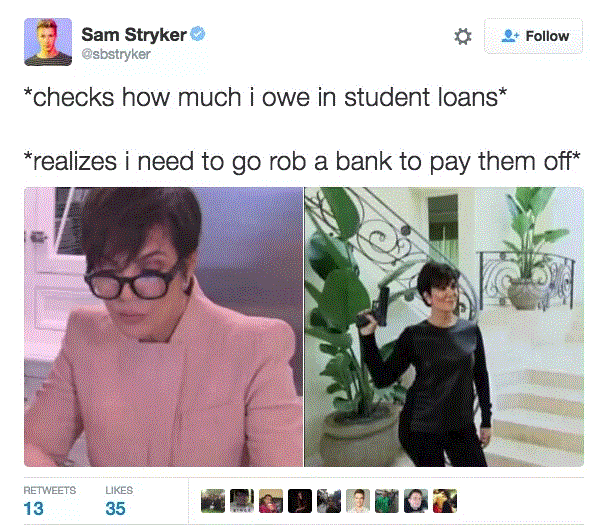 Sam Stryker
@sbstryker
Follow
*checks how much i owe in student loans*
*realizes i need to go rob a bank to pay them off*
RETWEETS LIKES
13 35